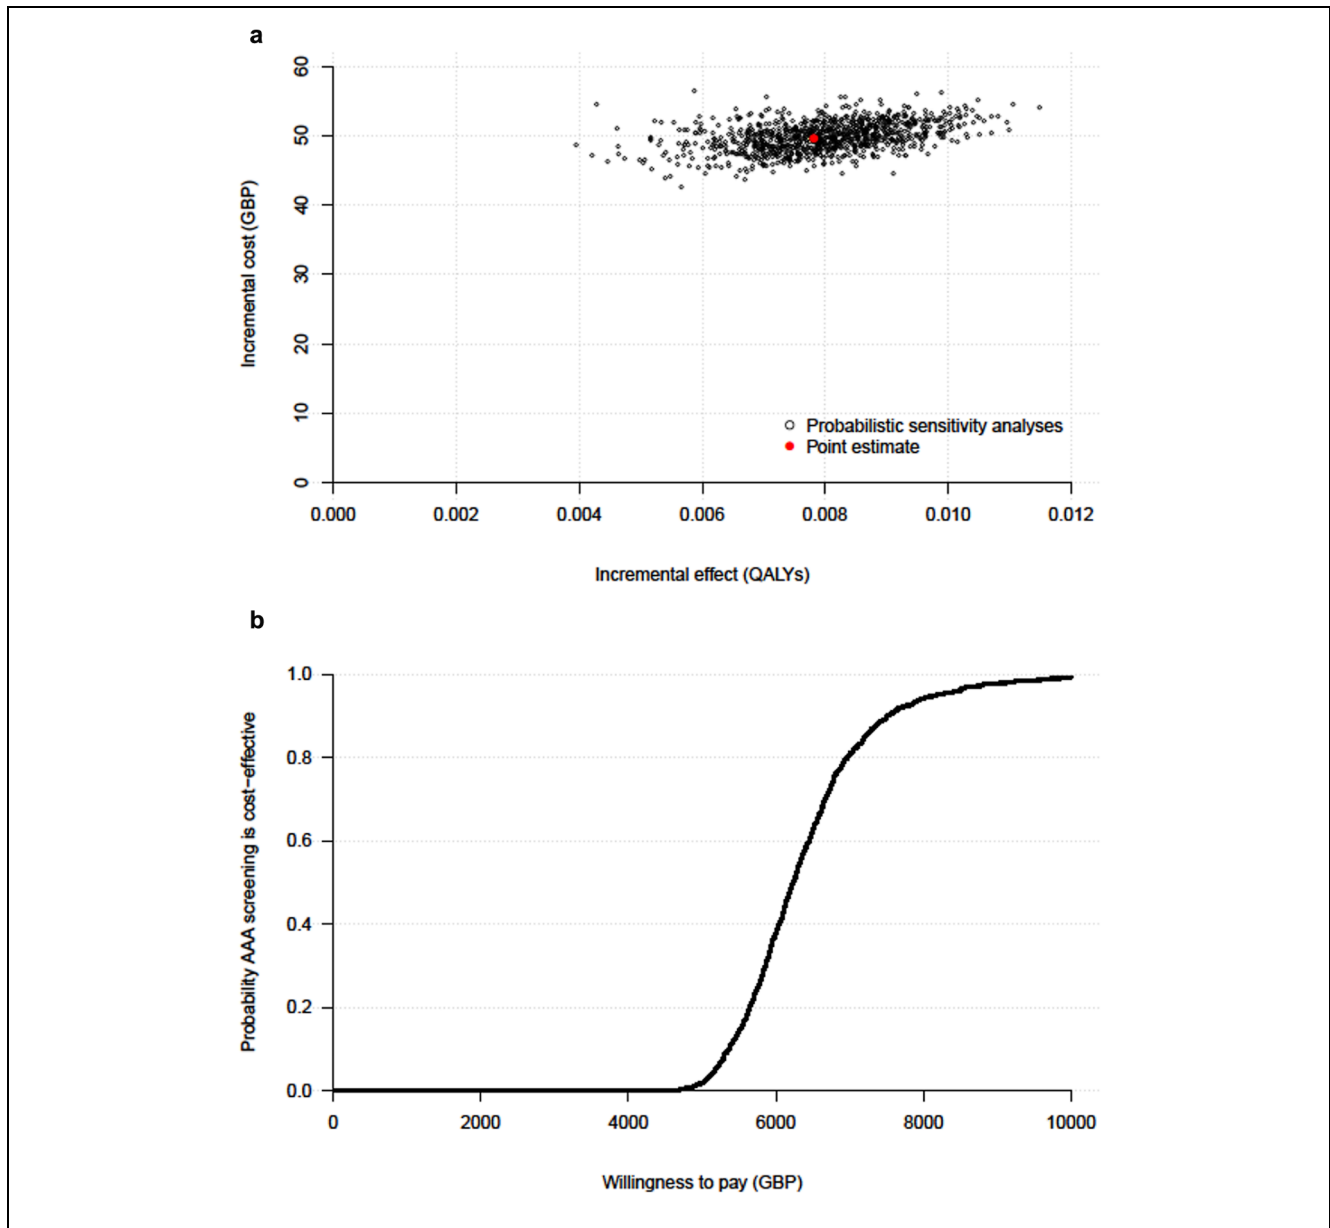 a
60
50
40
30
20
10
0
Incremental cost (GBP)
Probabilistic sensitivity analyses
Point estimate
0.000 0.002 0.004 0.006 0.008 0.010 0.012
Incremental effect (QALYs)
b
1.0
0.8
0.6
0.4
0.2
0.0
Probability AAA screening is cost-effective
0 2000 4000 6000 8000 10000
Willingness to pay (GBP)